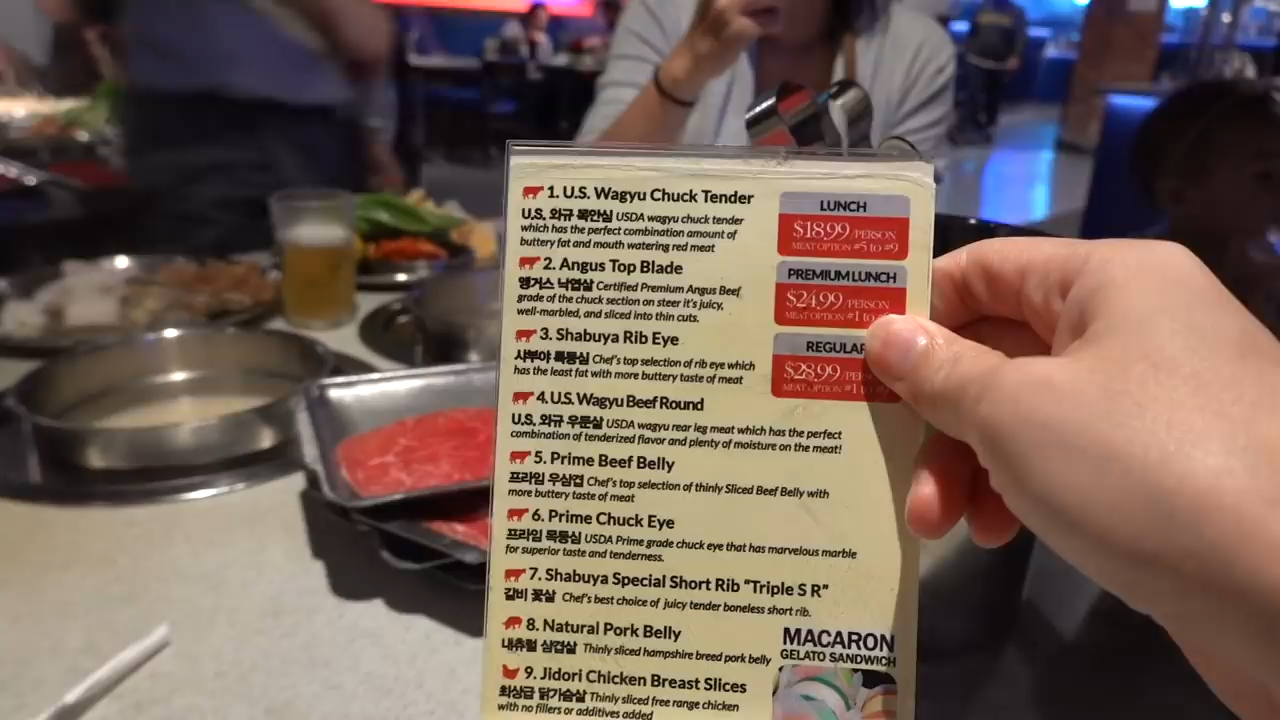 1. U.S. Wagyu Chuck Tender
U.S. 와규 목안심 USDA wagyu chuck tender
which has the perfect combination amount of
buttery fat and mouth watering red meat
2. Angus Top Blade
앵거스 낙엽살 Certified Premium Angus Beef
grade of the chuck section on steer it's juicy,
well-marbled, and sliced into thin cuts.
3. Shabuya Rib Eye
샤부야 특등심 Chef's top selection of rib eye which
has the least fat with more buttery taste of meat
4. U.S. Wagyu Beef Round
U.S. 와규 우둔살 USDA wagyu rear leg meat which has the perfect
combination of tenderized flavor and plenty of moisture on the meat!
5. Prime Beef Belly
프라임 우삼겹 Chef's top selection of thinly Sliced Beef Belly with
more buttery taste of meat
6. Prime Chuck Eye
프라임 목등심 USDA Prime grade chuck eye that has marvelous marble
for superior taste and tenderness.
7. Shabuya Special Short Rib "Triple S R"
갈비 꽃살 Chef's best choice of juicy tender boneless short rib.
8. Natural Pork Belly
내츄럴 삼겹살 Thinly sliced hampshire breed pork belly
9. Jidori Chicken Breast Slices
최상급 닭가슴살 Thinly sliced free range chicken
with no fillers or additives added
LUNCH
$18.99/PERSON
MEAT OPTION #5 to #9
PREMIUM LUNCH
$24.99/PERSON
MEAT OPTION #1 to
REGULAR
$28.99/PER
MEAT OPTION #1
MACARON
GELATO SANDWICH